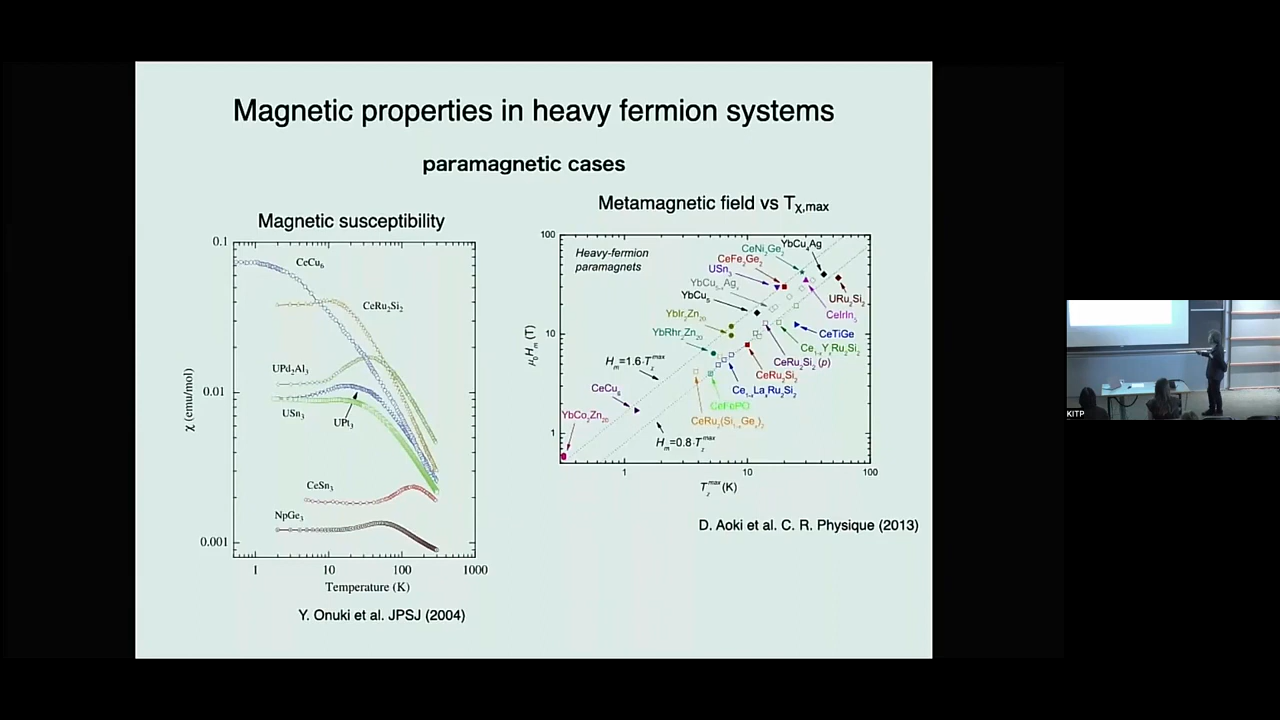 Magnetic properties in heavy fermion systems
paramagnetic cases
Magnetic susceptibility
0.1
0.01
0.001
χ (emu/mol)
CeCu6
CeRu2Si2
UPd2Al3
USn3
UPt3
CeSn3
NpGe3
1 10 100 1000
Temperature (K)
Y. Onuki et al. JPSJ (2004)
Metamagnetic field vs Tχ,max
100
10
1
μ0Hm (T)
Heavy-fermion
paramagnets
YbCu4Ag
CeNi2Ge2
CeFe2Ge2
USn3
YbCu5-xAgx
YbCu5
YbIr2Zn20
YbRhr2Zn20
Hm=1.6·Tχmax
CeCu6
YbCo2Zn20
URu2Si2
CeIrIn5
CeTiGe
Ce1-xYxRu2Si2
CeRu2Si2 (p)
CeRu2Si2
Ce1-xLaxRu2Si2
CeFePO
CeRu2(Si1-xGex)2
Hm=0.8·Tχmax
1 10 100
Tχmax (K)
D. Aoki et al. C. R. Physique (2013)
KITP